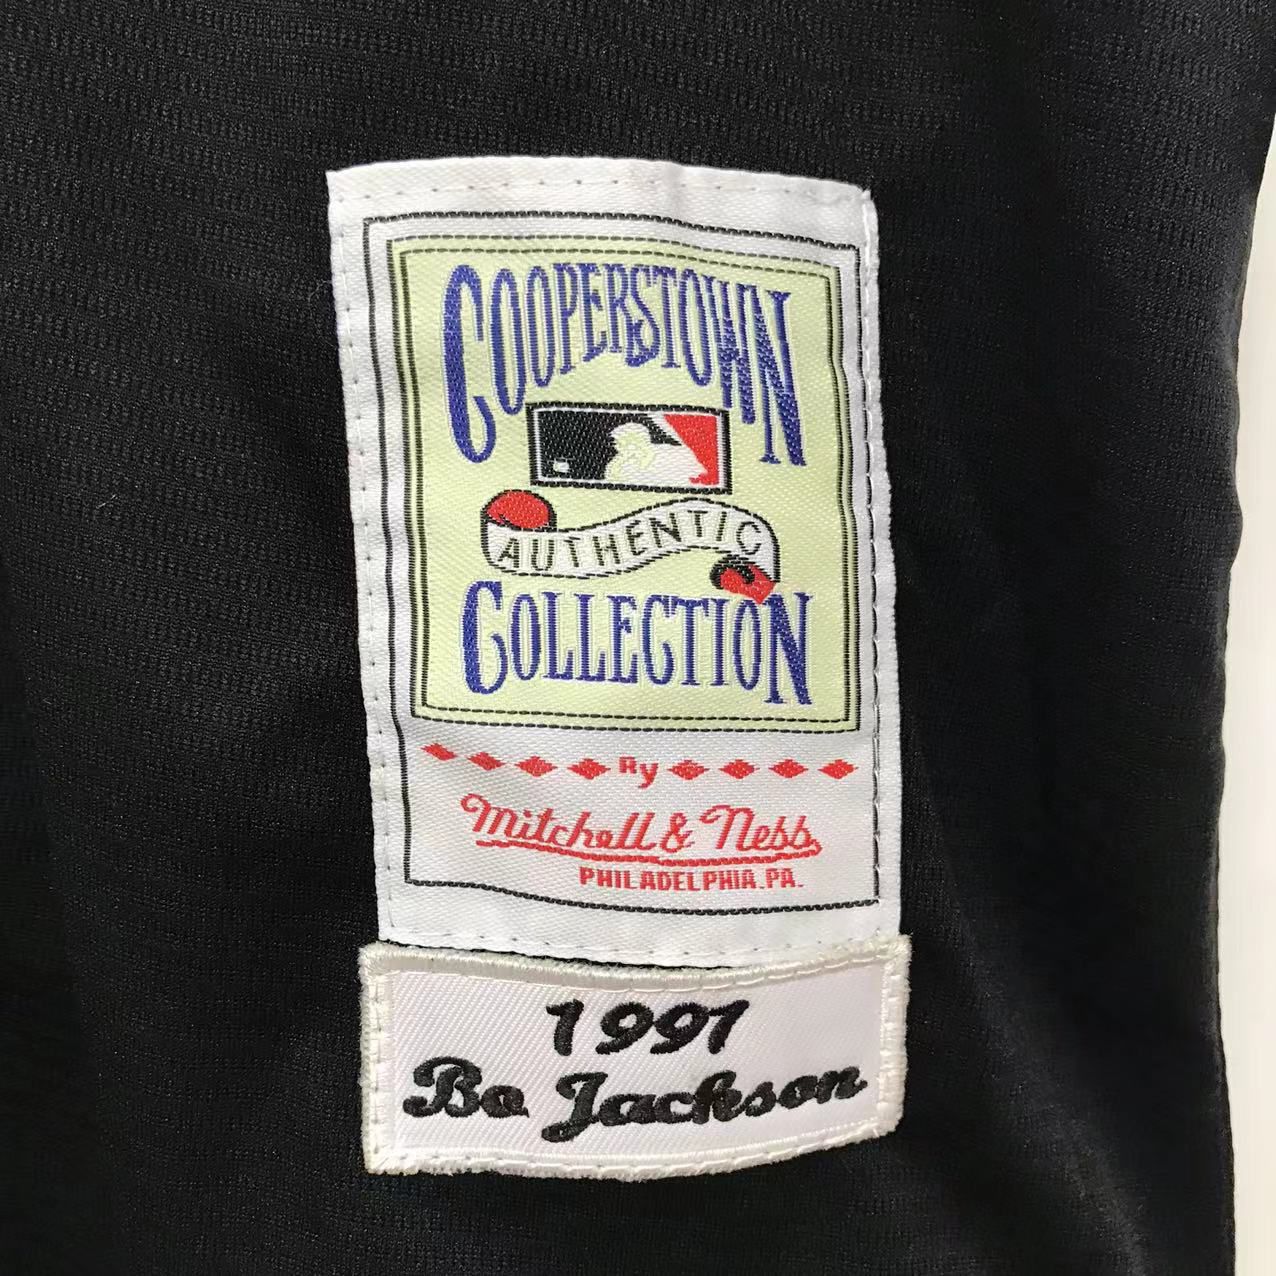 COOPERSTOWN
AUTHENTIC
COLLECTION
By
Mitchell & Ness
PHILADELPHIA.PA.
1991
Bo Jackson